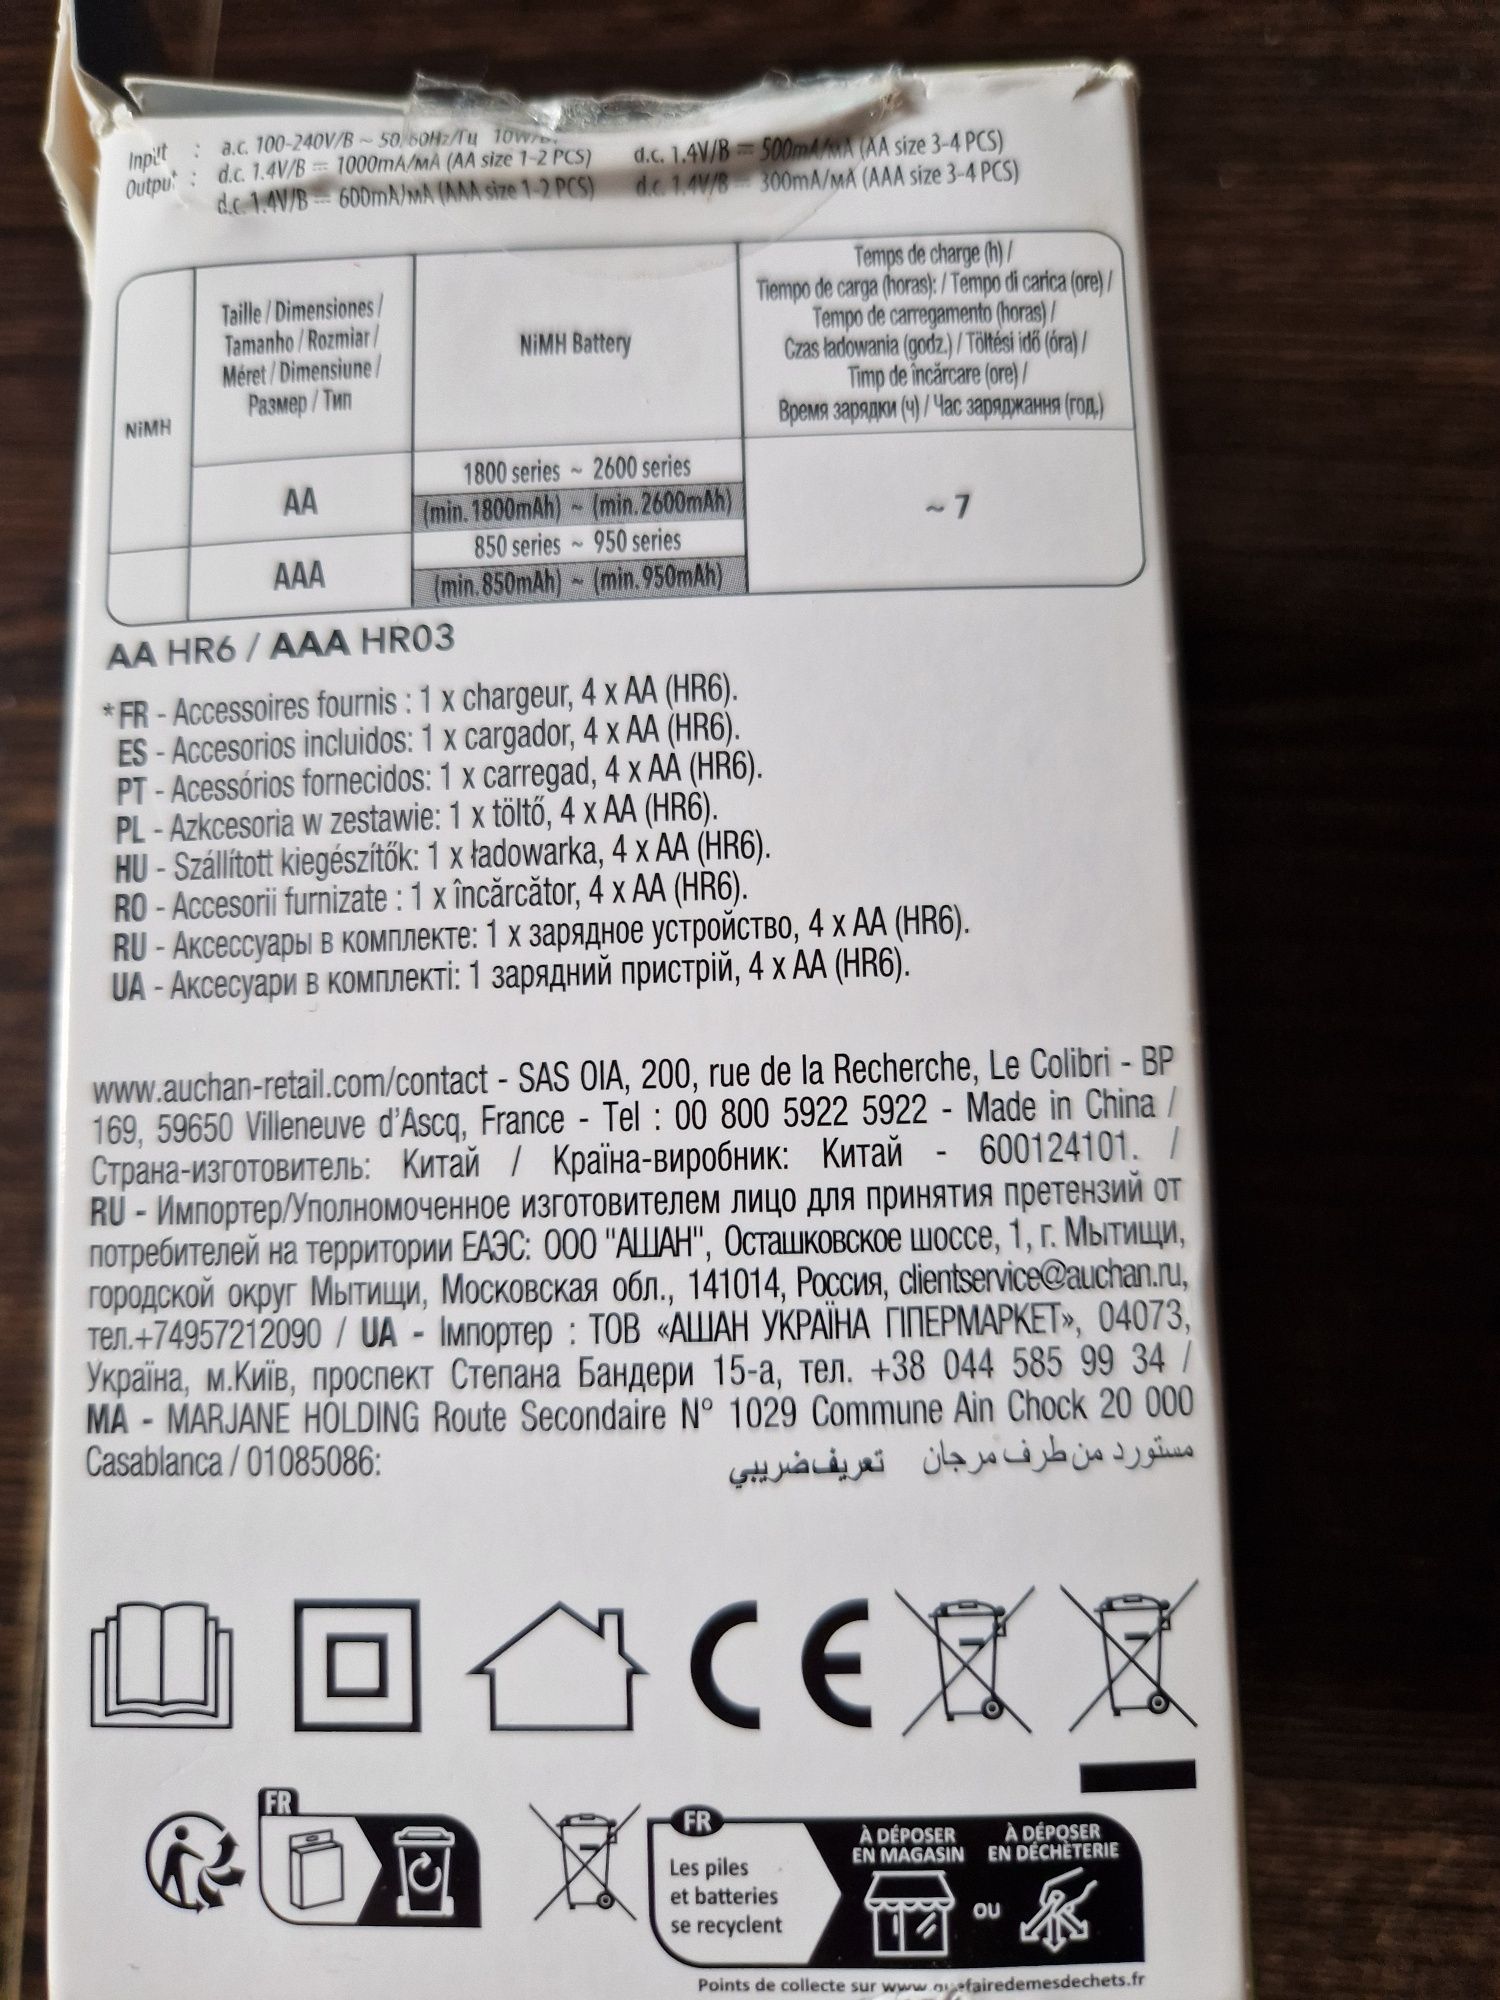 Input : a.c. 100-240V/B ~ 50/60Hz/Гц
Output : d.c. 1.4V/B = 1000mA/мA (AA size 1-2 PCS) d.c. 1.4V/B = 500mA/мA (AA size 3-4 PCS)
d.c. 1.4V/B = 600mA/мA (AAA size 1-2 PCS) d.c. 1.4V/B = 300mA/мA (AAA size 3-4 PCS)
NiMH
Taille / Dimensiones /
Tamanho / Rozmiar /
Méret / Dimensiune /
Размер / Тип
NiMH Battery
Temps de charge (h) /
Tiempo de carga (horas): / Tempo di carica (ore) /
Tempo de carregamento (horas) /
Czas ładowania (godz.) / Töltési idő (óra) /
Timp de încărcare (ore) /
Время зарядки (ч) / Час заряджання (год.)
AA
1800 series ~ 2600 series
(min.1800mAh) ~ (min.2600mAh)
~ 7
AAA
850 series ~ 950 series
(min.850mAh) ~ (min.950mAh)
AA HR6 / AAA HR03
*FR - Accessoires fournis : 1 x chargeur, 4 x AA (HR6).
ES - Accesorios incluidos: 1 x cargador, 4 x AA (HR6).
PT - Acessórios fornecidos: 1 x carregad, 4 x AA (HR6).
PL - Azkcesoria w zestawie: 1 x töltő, 4 x AA (HR6).
HU - Szállított kiegészítők: 1 x ładowarka, 4 x AA (HR6).
RO - Accesorii furnizate : 1 x încărcător, 4 x AA (HR6).
RU - Аксессуары в комплекте: 1 x зарядное устройство, 4 x AA (HR6).
UA - Аксесуари в комплекті: 1 зарядний пристрій, 4 x AA (HR6).
www.auchan-retail.com/contact - SAS OIA, 200, rue de la Recherche, Le Colibri - BP
169, 59650 Villeneuve d'Ascq, France - Tel : 00 800 5922 5922 - Made in China /
Страна-изготовитель: Китай / Країна-виробник: Китай - 600124101. /
RU - Импортер/Уполномоченное изготовителем лицо для принятия претензий от
потребителей на территории ЕАЭС: ООО "АШАН", Осташковское шоссе, 1, г. Мытищи,
городской округ Мытищи, Московская обл., 141014, Россия, clientservice@auchan.ru,
тел.+74957212090 / UA - Імпортер : ТОВ «АШАН УКРАЇНА ГІПЕРМАРКЕТ», 04073,
Україна, м.Київ, проспект Степана Бандери 15-а, тел. +38 044 585 99 34 /
MA - MARJANE HOLDING Route Secondaire N° 1029 Commune Ain Chock 20 000
Casablanca / 01085086: مستورد من طرف مرجان تعريف ضريبي
CE
FR
FR
Les piles
et batteries
se recyclent
À DÉPOSER
EN MAGASIN
OU
À DÉPOSER
EN DÉCHÈTERIE
Points de collecte sur www.quefairedemesdechets.fr